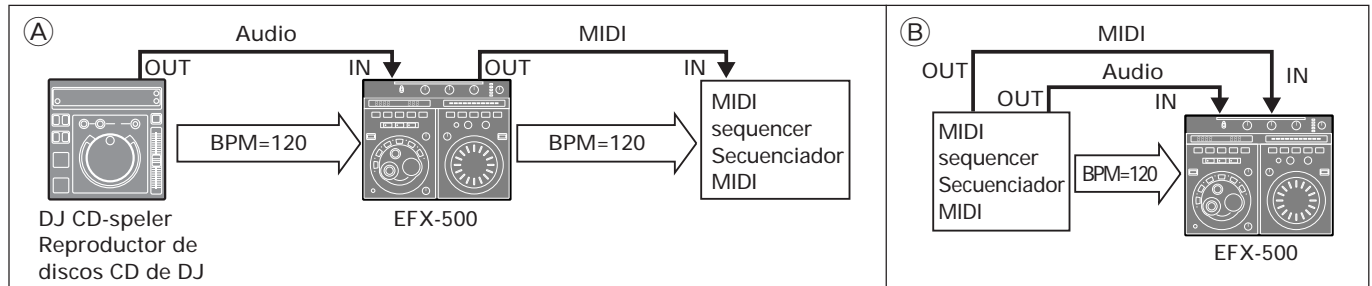 A
Audio
MIDI
OUT
IN
OUT
IN
BPM=120
BPM=120
MIDI
sequencer
Secuenciador
MIDI
DJ CD-speler
Reproductor de
discos CD de DJ
EFX-500
B
MIDI
OUT
IN
Audio
OUT
IN
MIDI
sequencer
Secuenciador
MIDI
BPM=120
EFX-500